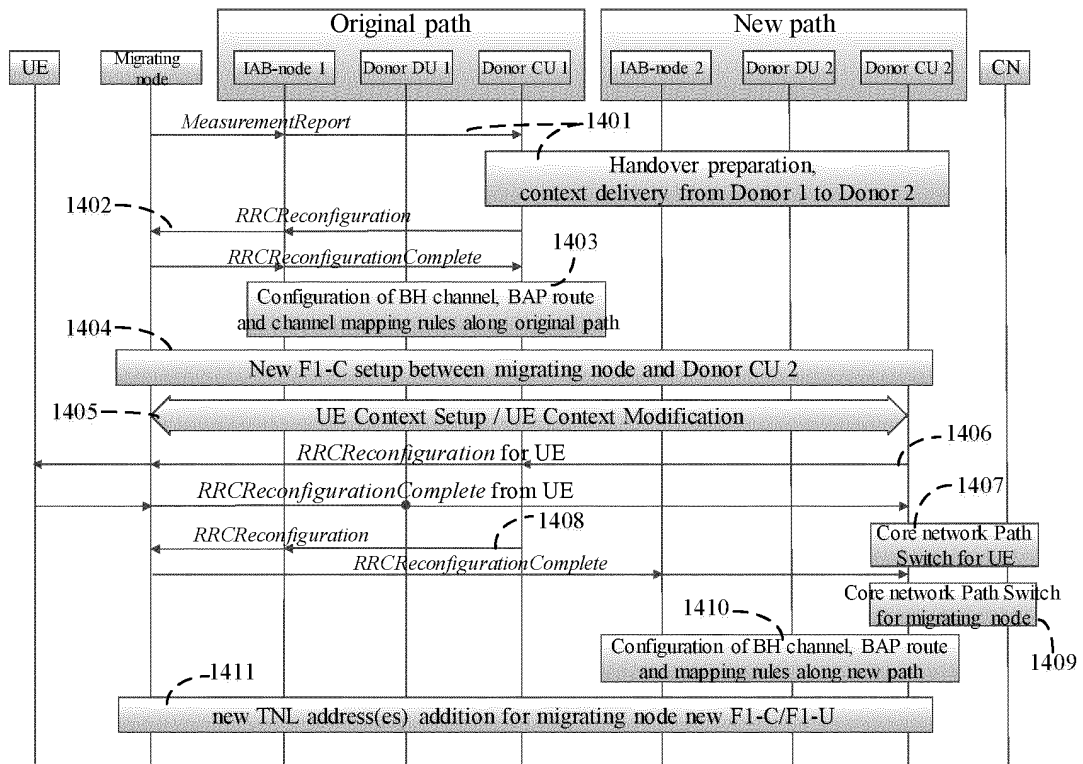 Original path
New path
UE
Migrating
node
IAB-node 1
Donor DU 1
Donor CU 1
IAB-node 2
Donor DU 2
Donor CU 2
CN
MeasurementReport
1401
Handover preparation,
context delivery from Donor 1 to Donor 2
1402
RRCReconfiguration
RRCReconfigurationComplete
1403
Configuration of BH channel, BAP route
and channel mapping rules along original path
1404
New F1-C setup between migrating node and Donor CU 2
1405
UE Context Setup / UE Context Modification
1406
RRCReconfiguration for UE
RRCReconfigurationComplete from UE
1407
1408
RRCReconfiguration
Core network Path
Switch for UE
RRCReconfigurationComplete
Core network Path Switch
for migrating node
1409
1410
Configuration of BH channel, BAP route
and mapping rules along new path
1411
new TNL address(es) addition for migrating node new F1-C/F1-U